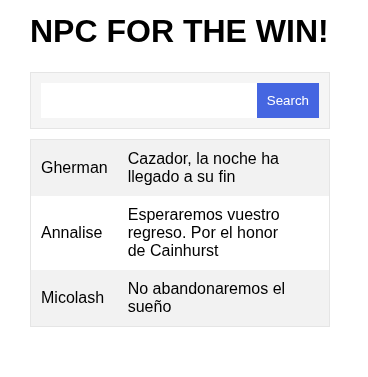 NPC FOR THE WIN!
Search
Gherman
Cazador, la noche ha
llegado a su fin
Annalise
Esperaremos vuestro
regreso. Por el honor
de Cainhurst
Micolash
No abandonaremos el
sueño